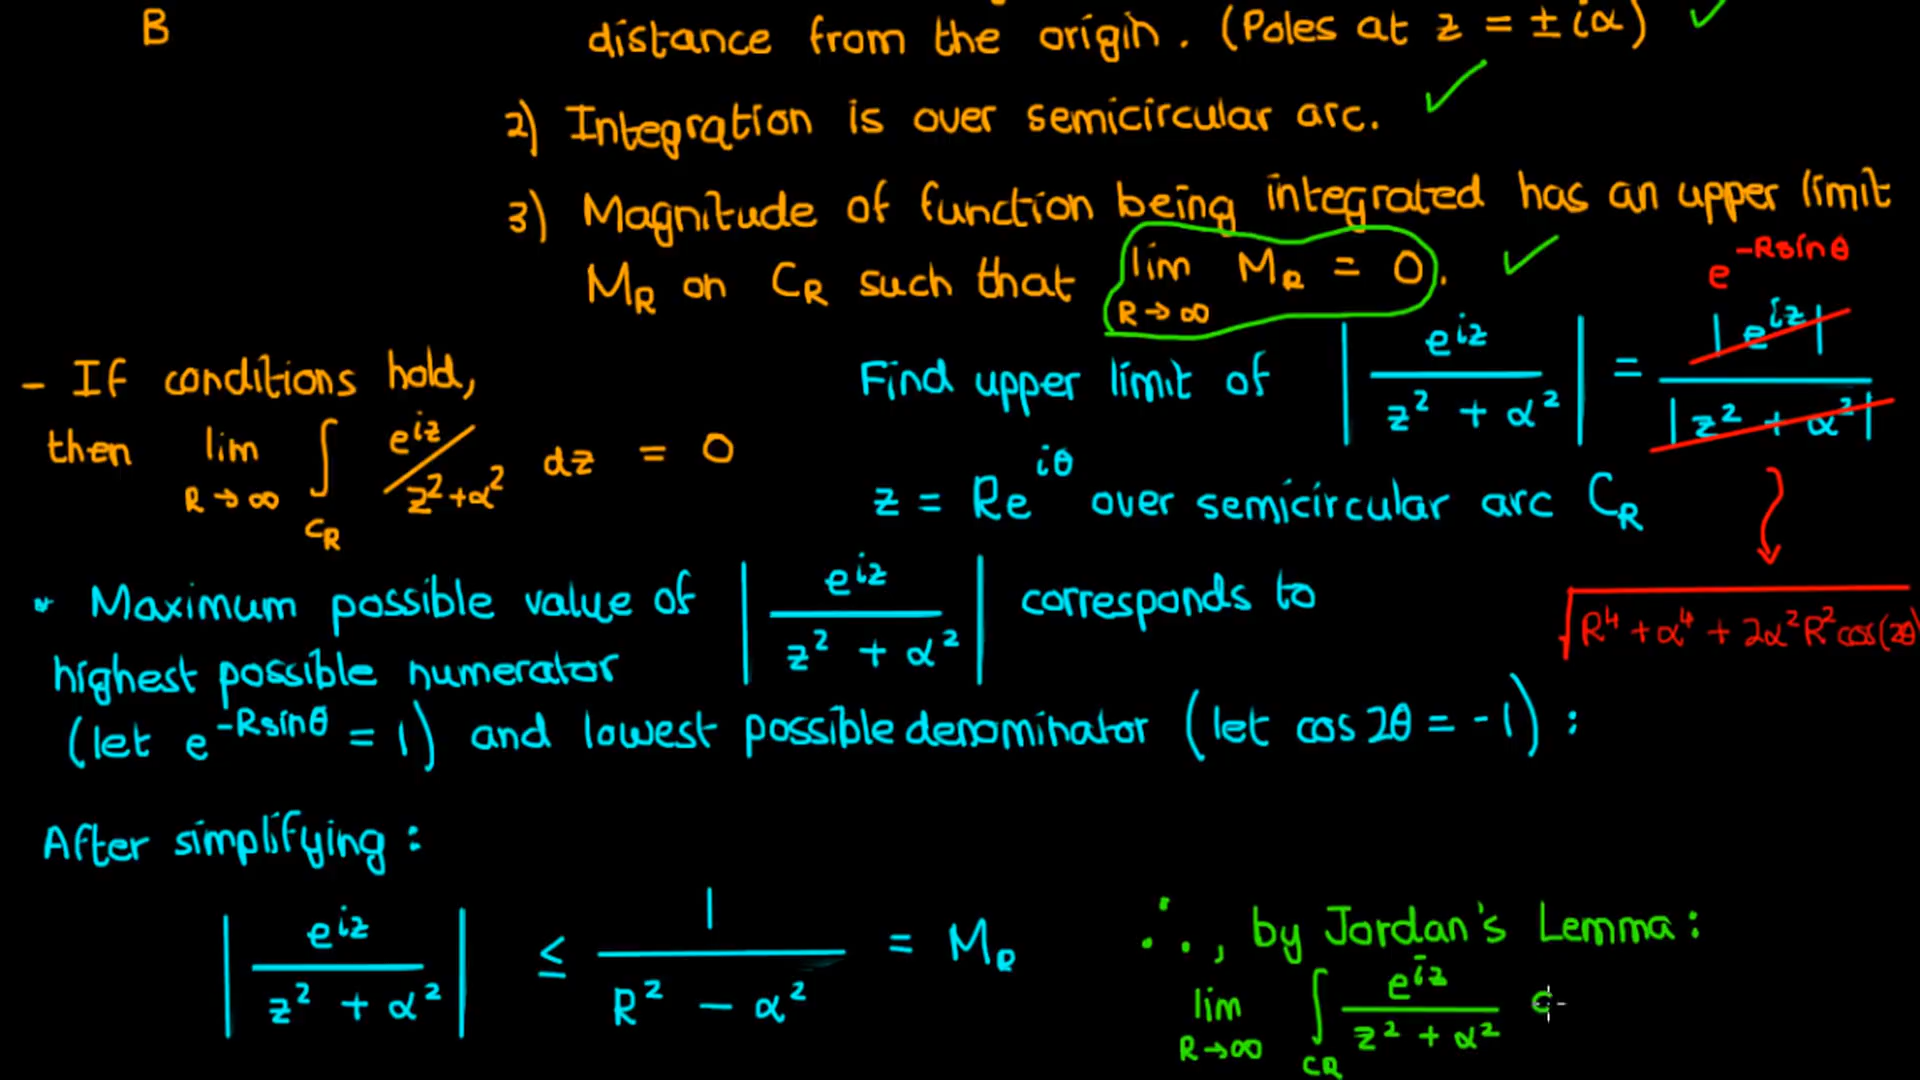 B
distance from the origin. (Poles at z = ± iα)
2) Integration is over semicircular arc.
3) Magnitude of function being integrated has an upper limit
M_R on C_R such that lim_{R→∞} M_R = 0.
- If conditions hold,
then lim_{R→∞} ∫_{C_R} e^{iz}/z²+α² dz = 0
Find upper limit of |e^{iz}/(z² + α²)| = |e^{iz}|/|z² + α²|
e^{-Rsinθ}
z = Re^{iθ} over semicircular arc C_R
√R⁴ + α⁴ + 2α²R²cos(2θ)
* Maximum possible value of |e^{iz}/(z² + α²)| corresponds to
highest possible numerator
(let e^{-Rsinθ} = 1) and lowest possible denominator (let cos 2θ = -1) :
After simplifying :
|e^{iz}/(z² + α²)| ≤ 1/(R² - α²) = M_R
∴, by Jordan's Lemma :
lim_{R→∞} ∫_{CR} e^{iz}/(z² + α²)